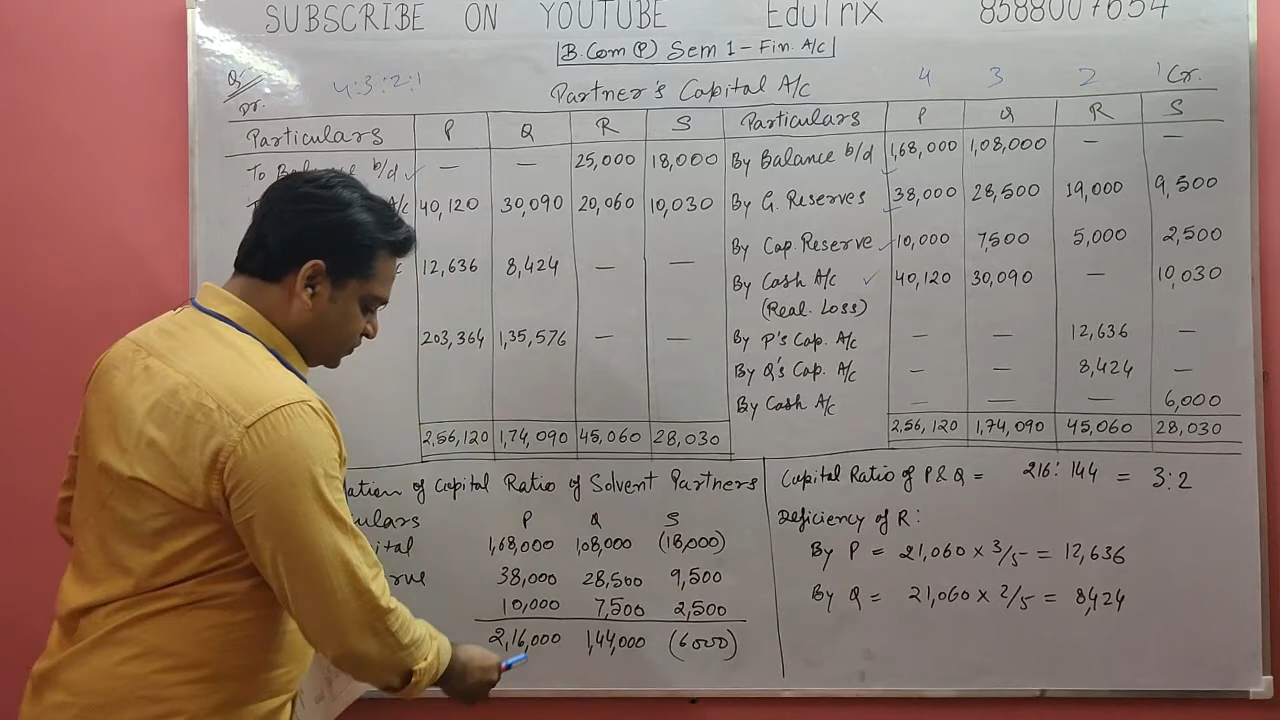 SUBSCRIBE ON YOUTUBE EduTrix 8588007654
B.Com (P) Sem 1 - Fin. A/c
Q:
4:3:2:1
Partner's Capital A/c
4 3 2 1
Dr. Cr.
Particulars P Q R S Particulars P Q R S
To Balance b/d — — 25,000 18,000 By Balance b/d 1,68,000 1,08,000 — —
A/c 40,120 30,090 20,060 10,030 By G. Reserves 38,000 28,500 19,000 9,500
By Cap. Reserve 10,000 7,500 5,000 2,500
12,636 8,424 — — By Cash A/c 40,120 30,090 — 10,030
(Real. Loss)
203,364 1,35,576 — — By P's Cap. A/c — — 12,636 —
By Q's Cap. A/c — — 8,424 —
By Cash A/c — — — 6,000
2,56,120 1,74,090 45,060 28,030 2,56,120 1,74,090 45,060 28,030
lation of Capital Ratio of Solvent Partners
culars P Q S
ital 1,68,000 1,08,000 (18,000)
rve 38,000 28,500 9,500
10,000 7,500 2,500
2,16,000 1,44,000 (6000)
Capital Ratio of P & Q = 216:144 = 3:2
Deficiency of R:
By P = 21,060 x 3/5 = 12,636
By Q = 21,060 x 2/5 = 8,424